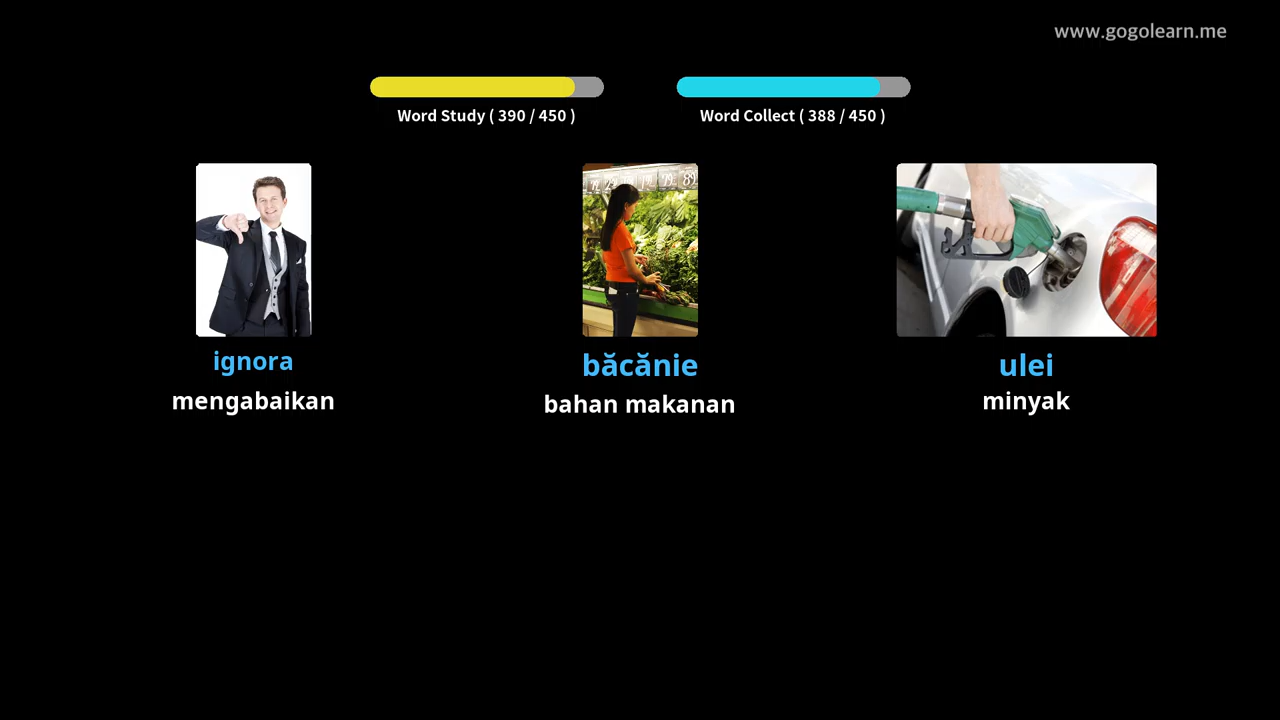 www.gogolearn.me
Word Study ( 390 / 450 )
Word Collect ( 388 / 450 )
ignora
băcănie
ulei
mengabaikan
bahan makanan
minyak